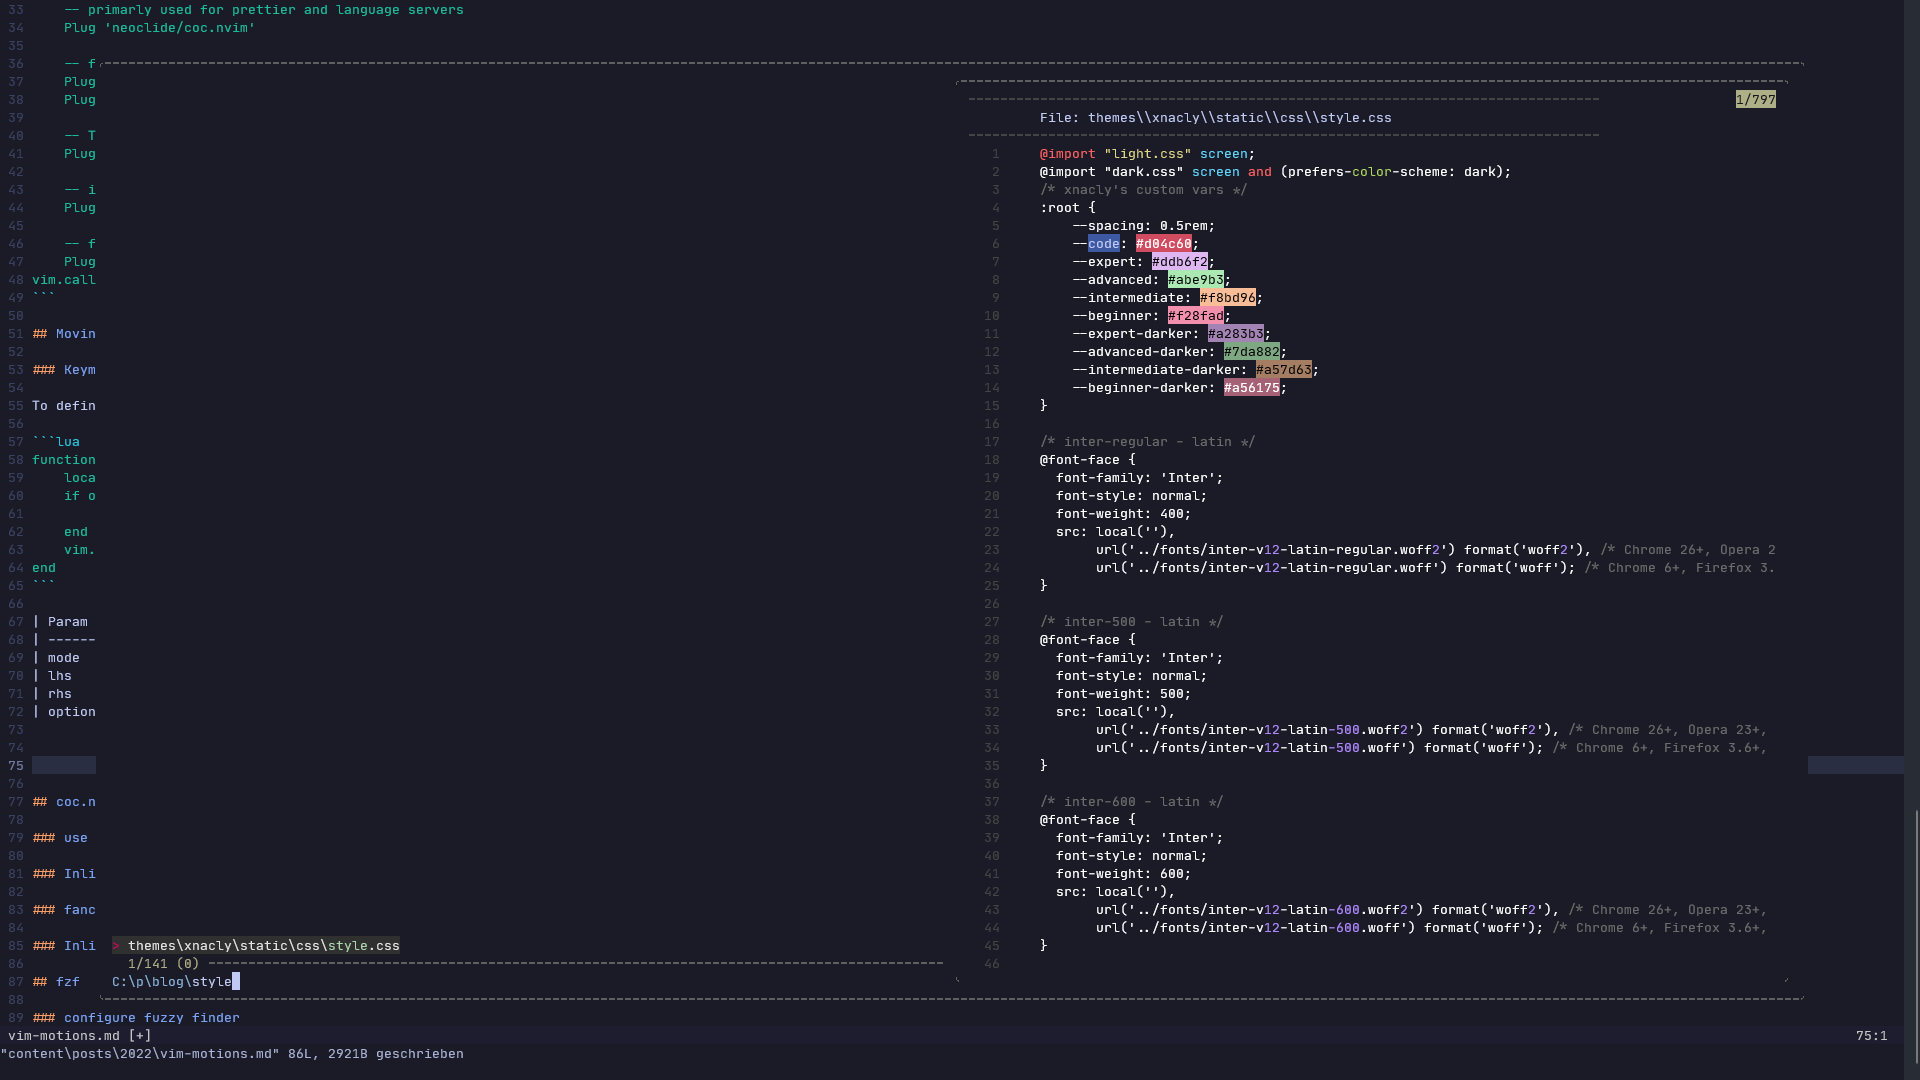 33 -- primarly used for prettier and language servers
34 Plug 'neoclide/coc.nvim'
35
36 -- f
37 Plug
38 Plug
39
40 -- T
41 Plug
42
43 -- i
44 Plug
45
46 -- f
47 Plug
48 vim.call
49 ```
50
51 ## Movin
52
53 ### Keym
54
55 To defin
56
57 ```lua
58 function
59 loca
60 if o
61
62 end
63 vim.
64 end
65 ```
66
67 | Param
68 | ------
69 | mode
70 | lhs
71 | rhs
72 | option
73
74
75
76
77 ## coc.n
78
79 ### use
80
81 ### Inli
82
83 ### fanc
84
85 ### Inli
86
87 ## fzf
88
89 ### configure fuzzy finder
> themes\xnacly\static\css\style.css
1/141 (0)
C:\p\blog\style
1/797
File: themes\\xnacly\\static\\css\\style.css
1 @import "light.css" screen;
2 @import "dark.css" screen and (prefers-color-scheme: dark);
3 /* xnacly's custom vars */
4 :root {
5 --spacing: 0.5rem;
6 --code: #d04c60;
7 --expert: #ddb6f2;
8 --advanced: #abe9b3;
9 --intermediate: #f8bd96;
10 --beginner: #f28fad;
11 --expert-darker: #a283b3;
12 --advanced-darker: #7da882;
13 --intermediate-darker: #a57d63;
14 --beginner-darker: #a56175;
15 }
16
17 /* inter-regular - latin */
18 @font-face {
19 font-family: 'Inter';
20 font-style: normal;
21 font-weight: 400;
22 src: local(''),
23 url('../fonts/inter-v12-latin-regular.woff2') format('woff2'), /* Chrome 26+, Opera 2
24 url('../fonts/inter-v12-latin-regular.woff') format('woff'); /* Chrome 6+, Firefox 3.
25 }
26
27 /* inter-500 - latin */
28 @font-face {
29 font-family: 'Inter';
30 font-style: normal;
31 font-weight: 500;
32 src: local(''),
33 url('../fonts/inter-v12-latin-500.woff2') format('woff2'), /* Chrome 26+, Opera 23+,
34 url('../fonts/inter-v12-latin-500.woff') format('woff'); /* Chrome 6+, Firefox 3.6+,
35 }
36
37 /* inter-600 - latin */
38 @font-face {
39 font-family: 'Inter';
40 font-style: normal;
41 font-weight: 600;
42 src: local(''),
43 url('../fonts/inter-v12-latin-600.woff2') format('woff2'), /* Chrome 26+, Opera 23+,
44 url('../fonts/inter-v12-latin-600.woff') format('woff'); /* Chrome 6+, Firefox 3.6+,
45 }
46
vim-motions.md [+] 75:1
"content\posts\2022\vim-motions.md" 86L, 2921B geschrieben